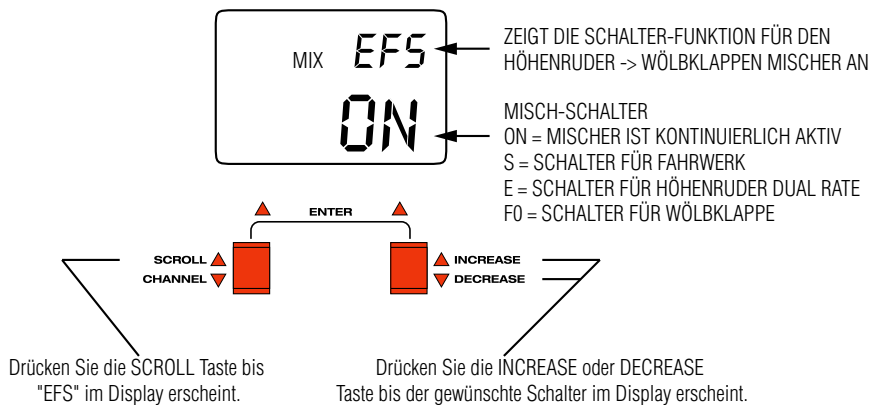 MIX EFS
ON
ZEIGT DIE SCHALTER-FUNKTION FÜR DEN
HÖHENRUDER -> WÖLBKLAPPEN MISCHER AN
MISCH-SCHALTER
ON = MISCHER IST KONTINUIERLICH AKTIV
S = SCHALTER FÜR FAHRWERK
E = SCHALTER FÜR HÖHENRUDER DUAL RATE
F0 = SCHALTER FÜR WÖLBKLAPPE
ENTER
SCROLL
CHANNEL
INCREASE
DECREASE
Drücken Sie die SCROLL Taste bis
"EFS" im Display erscheint.
Drücken Sie die INCREASE oder DECREASE
Taste bis der gewünschte Schalter im Display erscheint.